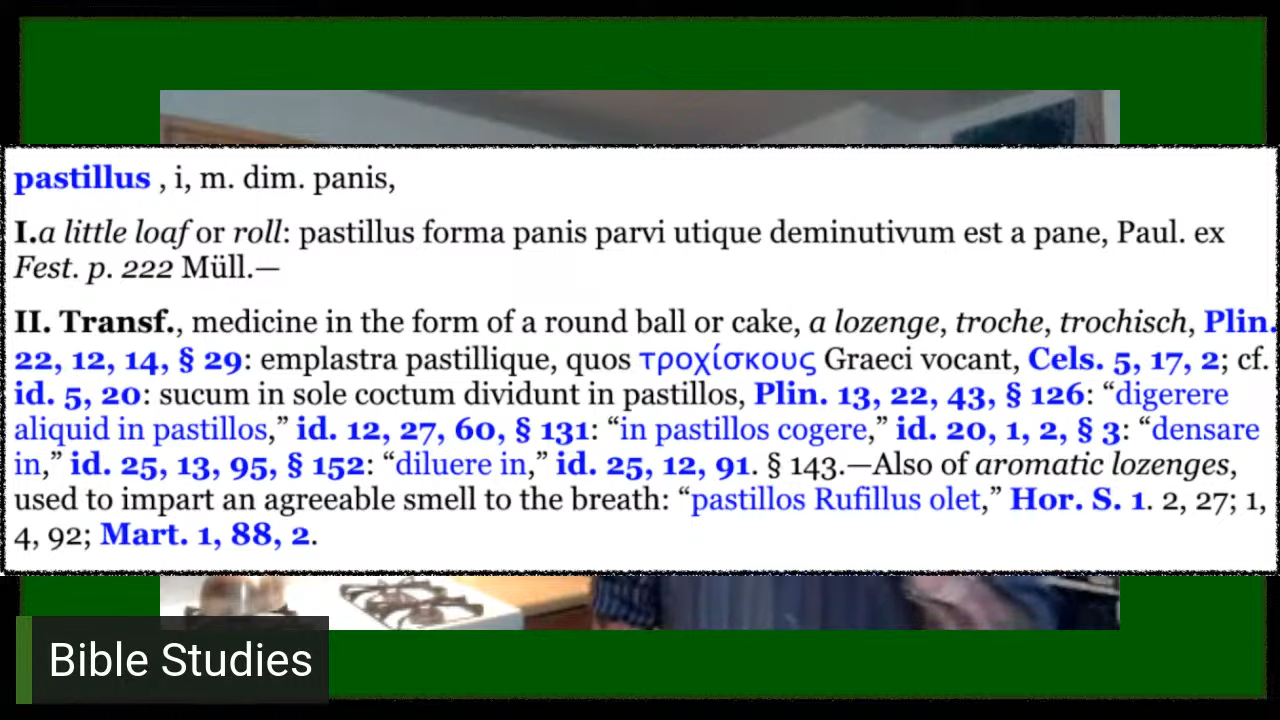 pastillus , i, m. dim. panis,
I.a little loaf or roll: pastillus forma panis parvi utique deminutivum est a pane, Paul. ex
Fest. p. 222 Müll.—
II. Transf., medicine in the form of a round ball or cake, a lozenge, troche, trochisch, Plin.
22, 12, 14, § 29: emplastra pastillique, quos τροχίσκους Graeci vocant, Cels. 5, 17, 2; cf.
id. 5, 20: sucum in sole coctum dividunt in pastillos, Plin. 13, 22, 43, § 126: “digerere
aliquid in pastillos,” id. 12, 27, 60, § 131: “in pastillos cogere,” id. 20, 1, 2, § 3: “densare
in,” id. 25, 13, 95, § 152: “diluere in,” id. 25, 12, 91. § 143.—Also of aromatic lozenges,
used to impart an agreeable smell to the breath: “pastillos Rufillus olet,” Hor. S. 1. 2, 27; 1,
4, 92; Mart. 1, 88, 2.
Bible Studies